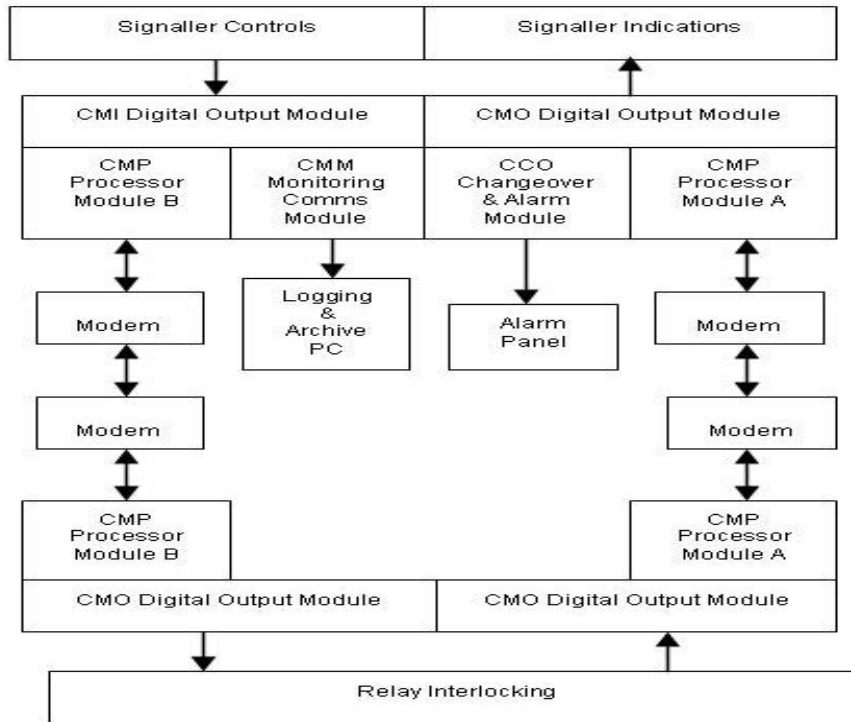 Signaller Controls
Signaller Indications
CMI Digital Output Module
CMO Digital Output Module
CMP
Processor
Module B
CMM
Monitoring
Comms
Module
CCO
Changeover
& Alarm
Module
CMP
Processor
Module A
Logging
&
Archive
PC
Alarm
Panel
Modem
Modem
Modem
Modem
CMP
Processor
Module B
CMP
Processor
Module A
CMO Digital Output Module
CMO Digital Output Module
Relay Interlocking